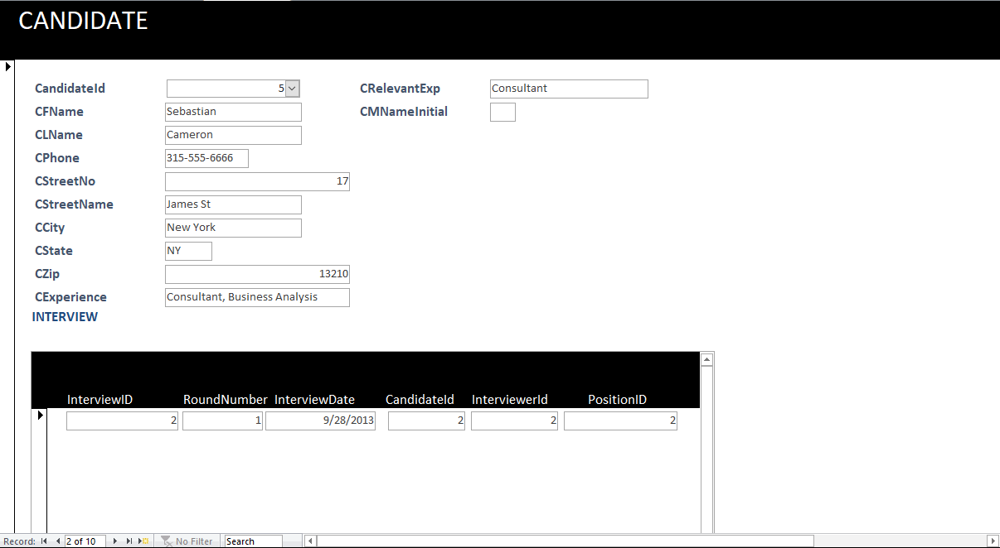 CANDIDATE
CandidateId 5 CRelevantExp Consultant
CFName Sebastian CMNameInitial
CLName Cameron
CPhone 315-555-6666
CStreetNo 17
CStreetName James St
CCity New York
CState NY
CZip 13210
CExperience Consultant, Business Analysis
INTERVIEW
InterviewID RoundNumber InterviewDate CandidateId InterviewerId PositionID
2 1 9/28/2013 2 2 2
Record: 2 of 10 No Filter Search